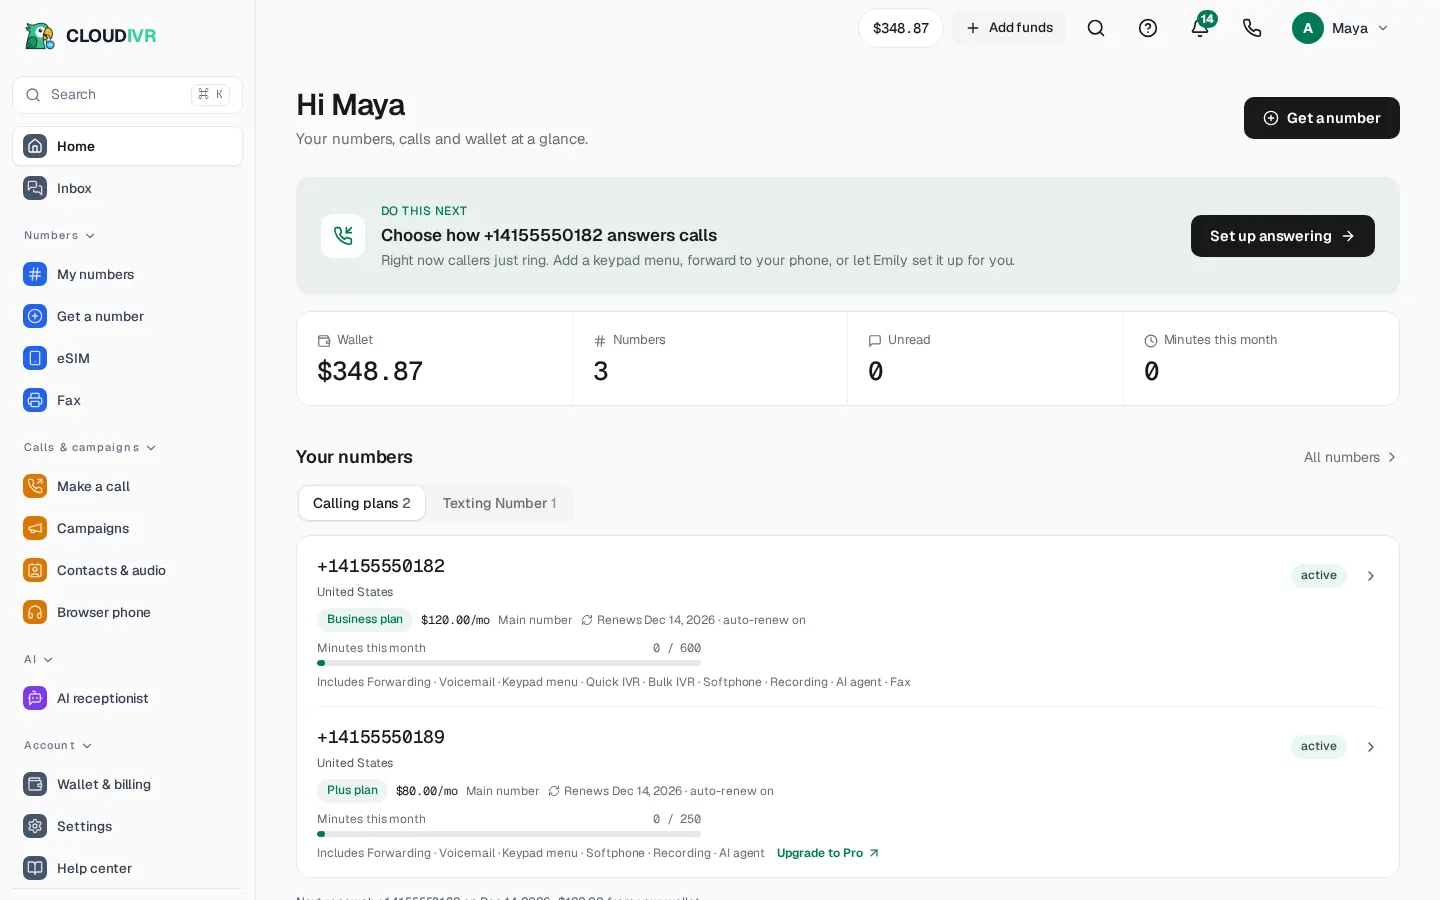 CLOUDIVR
$348.87
Add funds
14
A
Maya
Search
⌘ K
Home
Inbox
Numbers
My numbers
Get a number
eSIM
Fax
Calls & campaigns
Make a call
Campaigns
Contacts & audio
Browser phone
AI
AI receptionist
Account
Wallet & billing
Settings
Help center
Hi Maya
Your numbers, calls and wallet at a glance.
Get a number
DO THIS NEXT
Choose how +14155550182 answers calls
Right now callers just ring. Add a keypad menu, forward to your phone, or let Emily set it up for you.
Set up answering
Wallet
$348.87
Numbers
3
Unread
0
Minutes this month
0
Your numbers
All numbers
Calling plans 2
Texting Number 1
+14155550182
active
United States
Business plan $120.00/mo Main number Renews Dec 14, 2026 · auto-renew on
Minutes this month 0 / 600
Includes Forwarding · Voicemail · Keypad menu · Quick IVR · Bulk IVR · Softphone · Recording · AI agent · Fax
+14155550189
active
United States
Plus plan $80.00/mo Main number Renews Dec 14, 2026 · auto-renew on
Minutes this month 0 / 250
Includes Forwarding · Voicemail · Keypad menu · Softphone · Recording · AI agent Upgrade to Pro